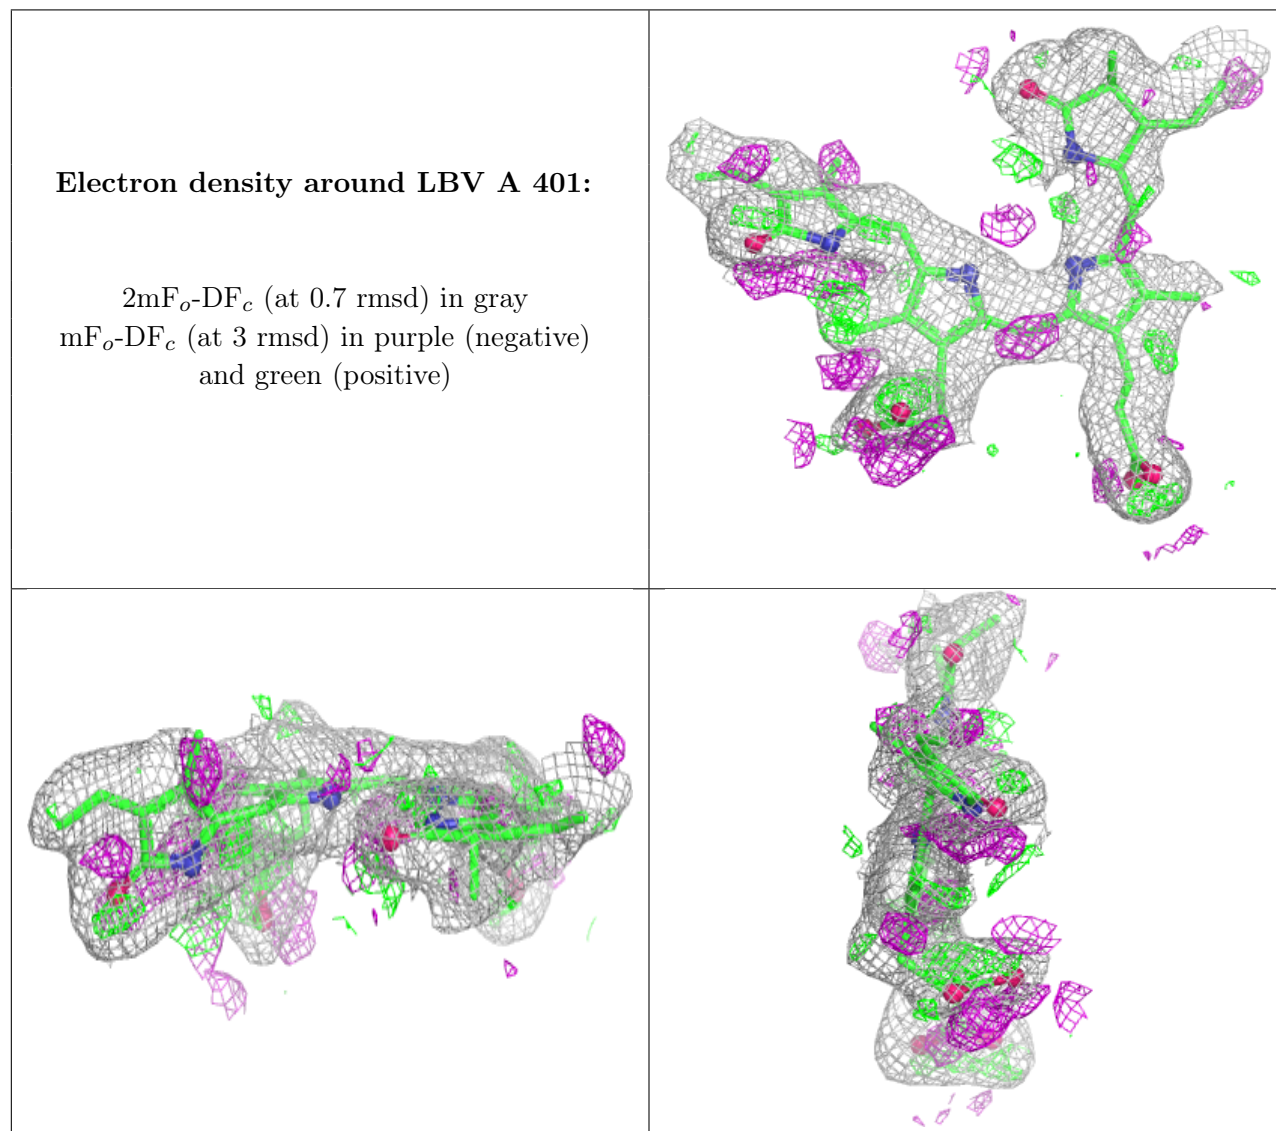 Electron density around LBV A 401:
2mFo-DFc (at 0.7 rmsd) in gray
mFo-DFc (at 3 rmsd) in purple (negative)
and green (positive)